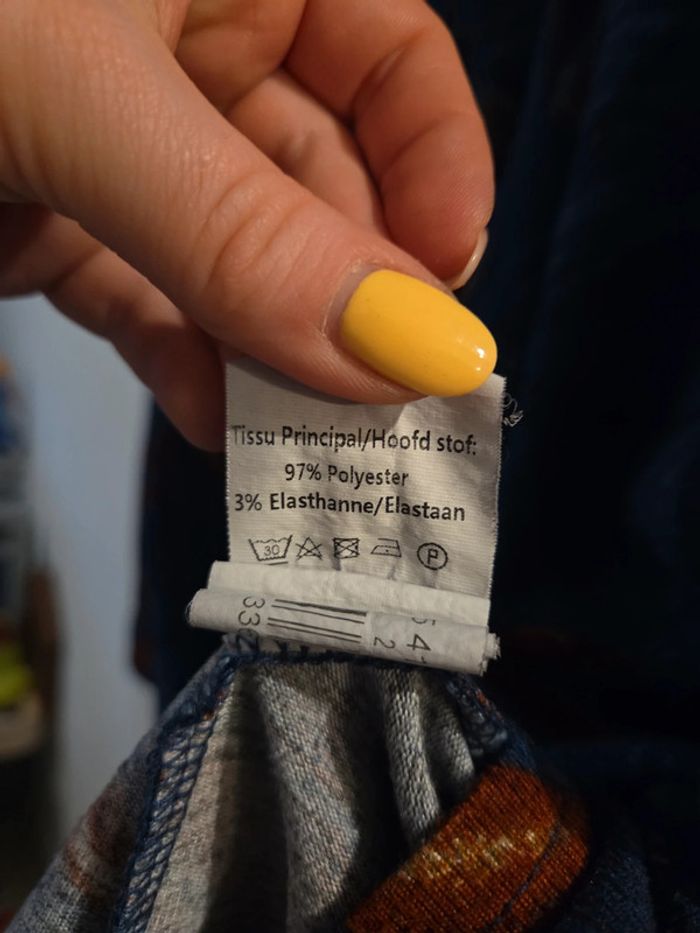 Tissu Principal/Hoofd stof:
97% Polyester
3% Elasthanne/Elastaan
30
P